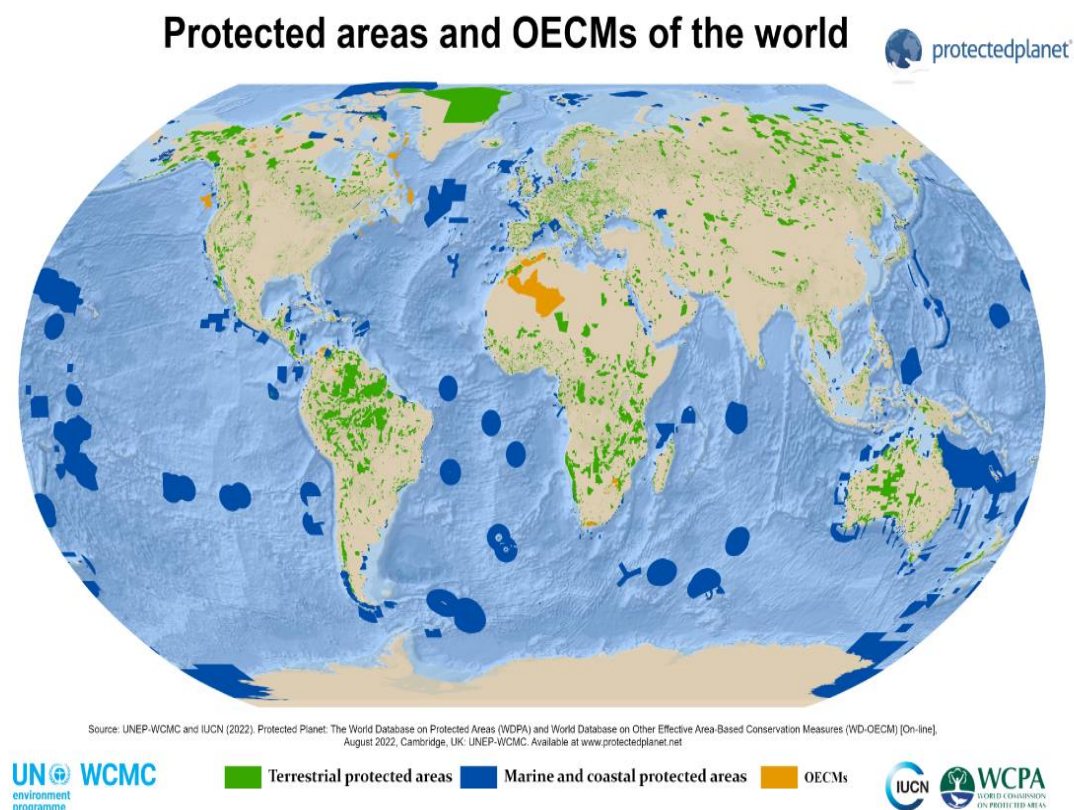 Protected areas and OECMs of the world
protectedplanet®
Source: UNEP-WCMC and IUCN (2022). Protected Planet: The World Database on Protected Areas (WDPA) and World Database on Other Effective Area-Based Conservation Measures (WD-OECM) [On-line],
August 2022, Cambridge, UK: UNEP-WCMC. Available at www.protectedplanet.net
UN WCMC
environment
programme
Terrestrial protected areas
Marine and coastal protected areas
OECMs
IUCN
WCPA
WORLD COMMISSION
ON PROTECTED AREAS